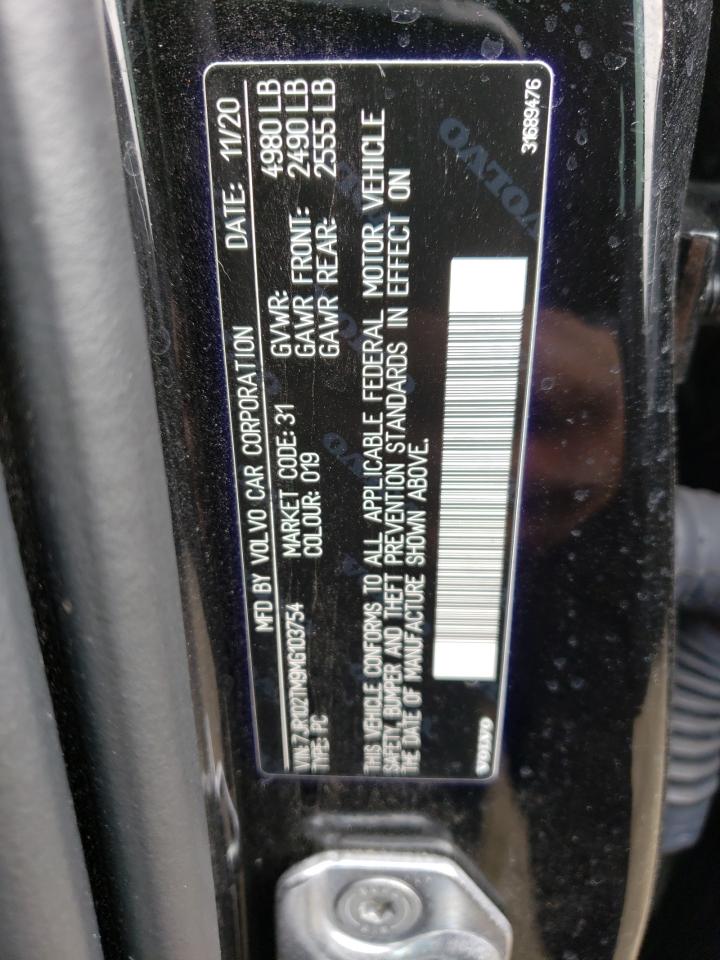 MFD BY VOLVO CAR CORPORATION DATE: 11/20
GVWR: 4980 LB
GAWR FRONT: 2490 LB
GAWR REAR: 2555 LB
VIN: 7JR102TM9MG103754 MARKET CODE: 31
TYPE: PC COLOUR: 019
THIS VEHICLE CONFORMS TO ALL APPLICABLE FEDERAL MOTOR VEHICLE
SAFETY, BUMPER AND THEFT PREVENTION STANDARDS IN EFFECT ON
THE DATE OF MANUFACTURE SHOWN ABOVE.
VOLVO
31689476